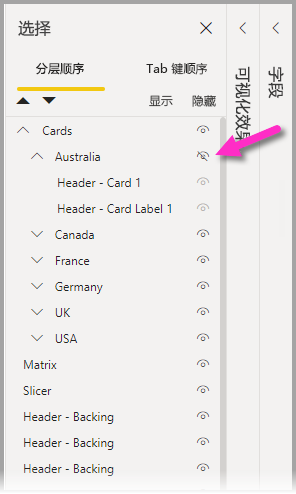 选择
分层顺序 Tab 键顺序
显示 隐藏
Cards
Australia
Header - Card 1
Header - Card Label 1
Canada
France
Germany
UK
USA
Matrix
Slicer
Header - Backing
Header - Backing
Header - Backing
可视化效果
字段